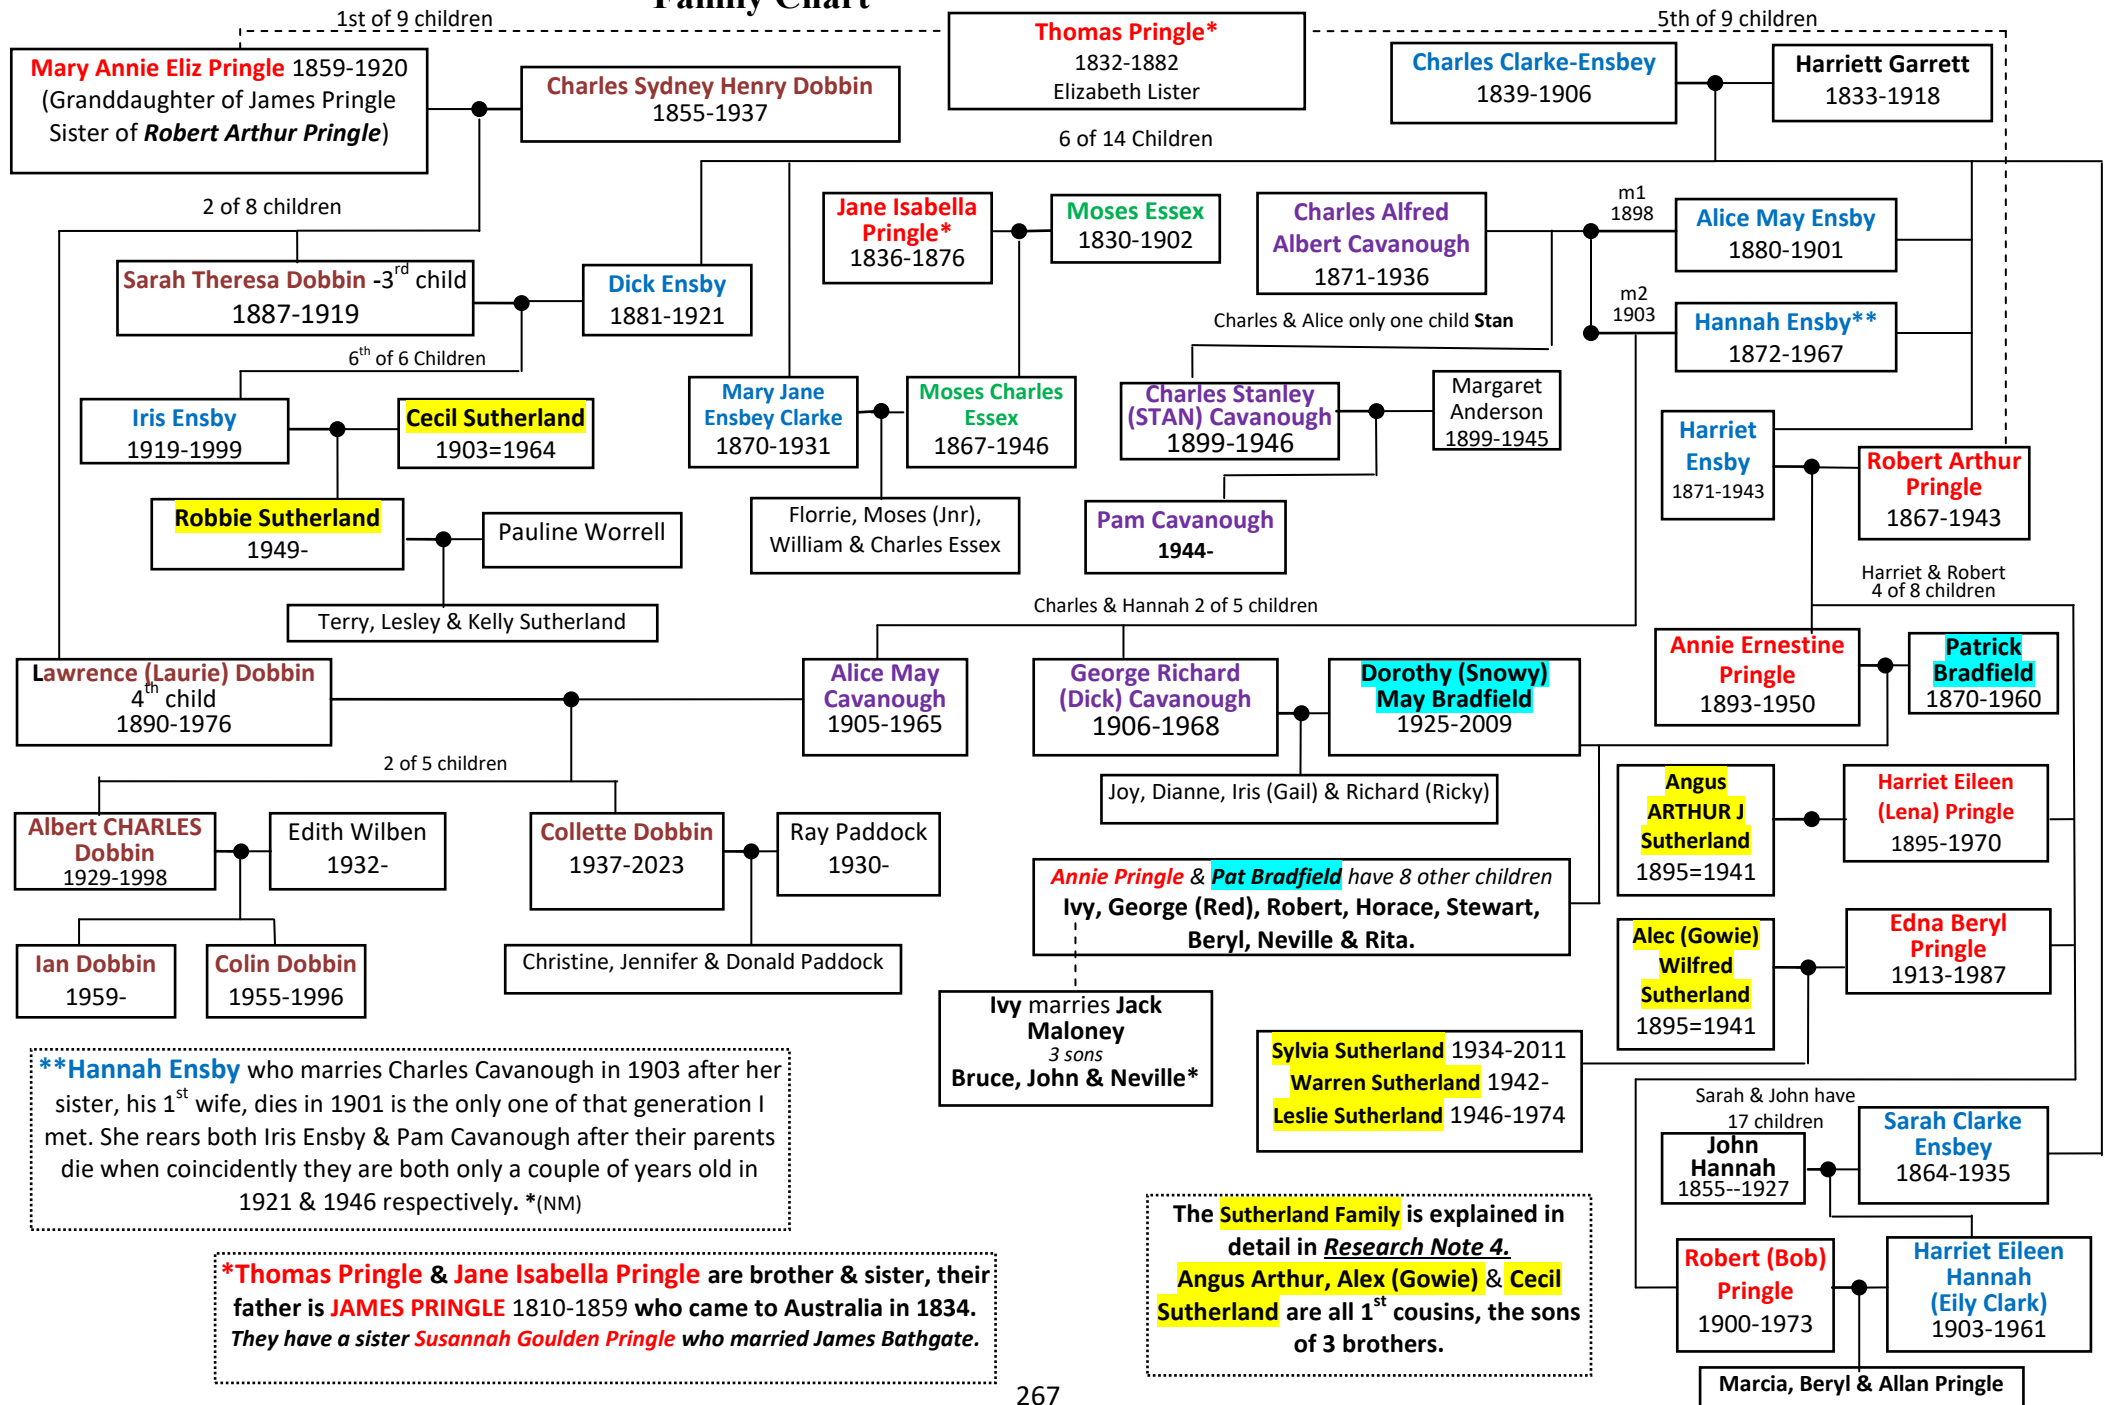 Family Chart
1st of 9 children
5th of 9 children
Mary Annie Eliz Pringle 1859-1920
(Granddaughter of James Pringle
Sister of Robert Arthur Pringle)
Charles Sydney Henry Dobbin
1855-1937
Thomas Pringle*
1832-1882
Elizabeth Lister
Charles Clarke-Ensbey
1839-1906
Harriett Garrett
1833-1918
6 of 14 Children
2 of 8 children
Sarah Theresa Dobbin -3rd child
1887-1919
Dick Ensby
1881-1921
Jane Isabella
Pringle*
1836-1876
Moses Essex
1830-1902
Charles Alfred
Albert Cavanough
1871-1936
m1
1898
Alice May Ensby
1880-1901
m2
1903
Hannah Ensby**
1872-1967
Charles & Alice only one child Stan
6th of 6 Children
Iris Ensby
1919-1999
Cecil Sutherland
1903=1964
Mary Jane
Ensbey Clarke
1870-1931
Moses Charles
Essex
1867-1946
Charles Stanley
(STAN) Cavanough
1899-1946
Margaret
Anderson
1899-1945
Harriet
Ensby
1871-1943
Robert Arthur
Pringle
1867-1943
Robbie Sutherland
1949-
Pauline Worrell
Florrie, Moses (Jnr),
William & Charles Essex
Pam Cavanough
1944-
Harriet & Robert
4 of 8 children
Terry, Lesley & Kelly Sutherland
Charles & Hannah 2 of 5 children
Lawrence (Laurie) Dobbin
4th child
1890-1976
Alice May
Cavanough
1905-1965
George Richard
(Dick) Cavanough
1906-1968
Dorothy (Snowy)
May Bradfield
1925-2009
Annie Ernestine
Pringle
1893-1950
Patrick
Bradfield
1870-1960
2 of 5 children
Joy, Dianne, Iris (Gail) & Richard (Ricky)
Angus
ARTHUR J
Sutherland
1895=1941
Harriet Eileen
(Lena) Pringle
1895-1970
Albert CHARLES
Dobbin
1929-1998
Edith Wilben
1932-
Collette Dobbin
1937-2023
Ray Paddock
1930-
Annie Pringle & Pat Bradfield have 8 other children
Ivy, George (Red), Robert, Horace, Stewart,
Beryl, Neville & Rita.
Alec (Gowie)
Wilfred
Sutherland
1895=1941
Edna Beryl
Pringle
1913-1987
Ian Dobbin
1959-
Colin Dobbin
1955-1996
Christine, Jennifer & Donald Paddock
Ivy marries Jack
Maloney
3 sons
Bruce, John & Neville*
Sylvia Sutherland 1934-2011
Warren Sutherland 1942-
Leslie Sutherland 1946-1974
**Hannah Ensby who marries Charles Cavanough in 1903 after her
sister, his 1st wife, dies in 1901 is the only one of that generation I
met. She rears both Iris Ensby & Pam Cavanough after their parents
die when coincidently they are both only a couple of years old in
1921 & 1946 respectively. *(NM)
Sarah & John have
17 children
John
Hannah
1855--1927
Sarah Clarke
Ensbey
1864-1935
The Sutherland Family is explained in
detail in Research Note 4.
Angus Arthur, Alex (Gowie) & Cecil
Sutherland are all 1st cousins, the sons
of 3 brothers.
*Thomas Pringle & Jane Isabella Pringle are brother & sister, their
father is JAMES PRINGLE 1810-1859 who came to Australia in 1834.
They have a sister Susannah Goulden Pringle who married James Bathgate.
Robert (Bob)
Pringle
1900-1973
Harriet Eileen
Hannah
(Eily Clark)
1903-1961
Marcia, Beryl & Allan Pringle
267